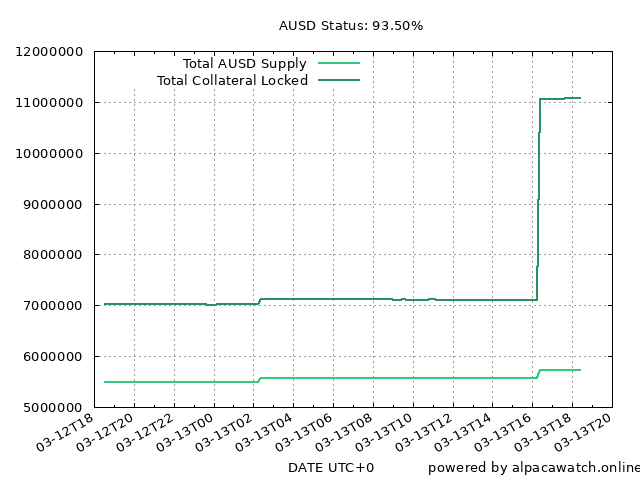 AUSD Status: 93.50%
12000000
11000000
10000000
9000000
8000000
7000000
6000000
5000000
Total AUSD Supply
Total Collateral Locked
03-12T18
03-12T20
03-12T22
03-13T00
03-13T02
03-13T04
03-13T06
03-13T08
03-13T10
03-13T12
03-13T14
03-13T16
03-13T18
03-13T20
DATE UTC+0
powered by alpacawatch.online